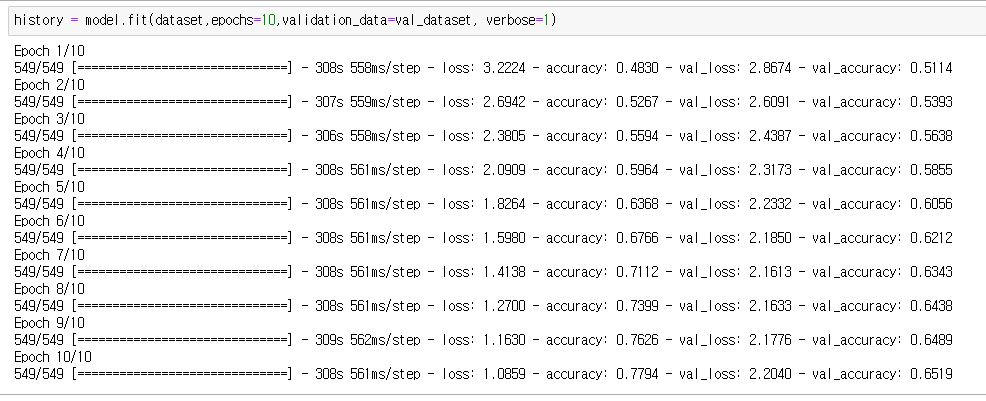 history = model.fit(dataset,epochs=10,validation_data=val_dataset, verbose=1)
Epoch 1/10
549/549 [==============================] - 308s 558ms/step - loss: 3.2224 - accuracy: 0.4830 - val_loss: 2.8674 - val_accuracy: 0.5114
Epoch 2/10
549/549 [==============================] - 307s 559ms/step - loss: 2.6942 - accuracy: 0.5267 - val_loss: 2.6091 - val_accuracy: 0.5393
Epoch 3/10
549/549 [==============================] - 306s 558ms/step - loss: 2.3805 - accuracy: 0.5594 - val_loss: 2.4387 - val_accuracy: 0.5638
Epoch 4/10
549/549 [==============================] - 308s 561ms/step - loss: 2.0909 - accuracy: 0.5964 - val_loss: 2.3173 - val_accuracy: 0.5855
Epoch 5/10
549/549 [==============================] - 308s 561ms/step - loss: 1.8264 - accuracy: 0.6368 - val_loss: 2.2332 - val_accuracy: 0.6056
Epoch 6/10
549/549 [==============================] - 308s 561ms/step - loss: 1.5980 - accuracy: 0.6766 - val_loss: 2.1850 - val_accuracy: 0.6212
Epoch 7/10
549/549 [==============================] - 308s 561ms/step - loss: 1.4138 - accuracy: 0.7112 - val_loss: 2.1613 - val_accuracy: 0.6343
Epoch 8/10
549/549 [==============================] - 308s 561ms/step - loss: 1.2700 - accuracy: 0.7399 - val_loss: 2.1633 - val_accuracy: 0.6438
Epoch 9/10
549/549 [==============================] - 309s 562ms/step - loss: 1.1630 - accuracy: 0.7626 - val_loss: 2.1776 - val_accuracy: 0.6489
Epoch 10/10
549/549 [==============================] - 308s 561ms/step - loss: 1.0859 - accuracy: 0.7794 - val_loss: 2.2040 - val_accuracy: 0.6519